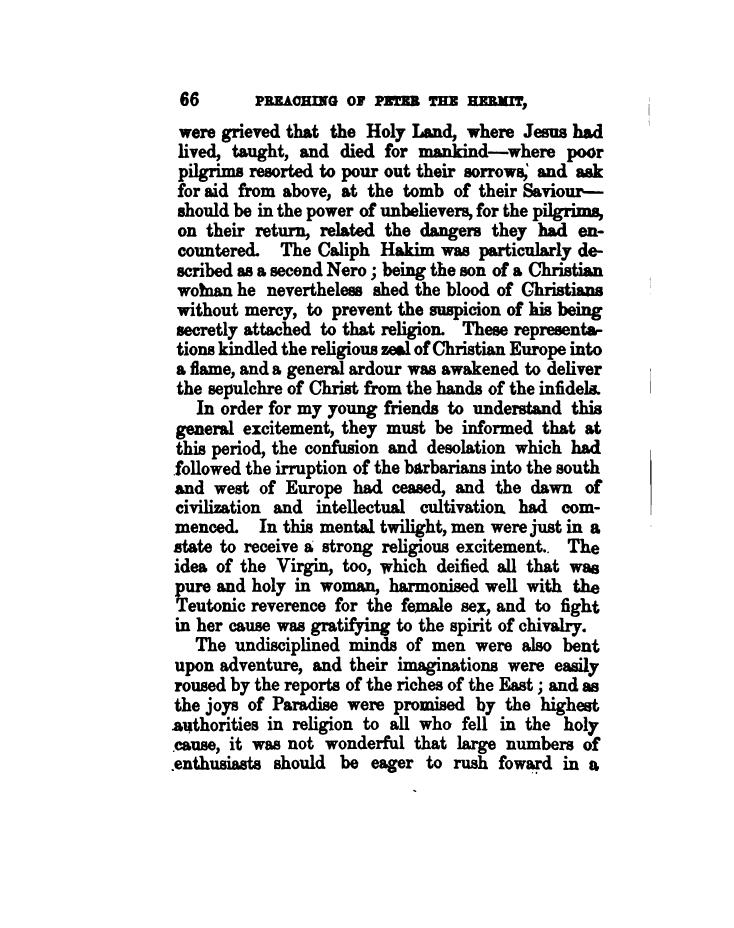 66 PREACHING OF PETER THE HERMIT,
were grieved that the Holy Land, where Jesus had
lived, taught, and died for mankind—where poor
pilgrims resorted to pour out their sorrows, and ask
for aid from above, at the tomb of their Saviour—
should be in the power of unbelievers, for the pilgrims,
on their return, related the dangers they had en-
countered. The Caliph Hakim was particularly de-
scribed as a second Nero ; being the son of a Christian
woman he nevertheless shed the blood of Christians
without mercy, to prevent the suspicion of his being
secretly attached to that religion. These representa-
tions kindled the religious zeal of Christian Europe into
a flame, and a general ardour was awakened to deliver
the sepulchre of Christ from the hands of the infidels.
In order for my young friends to understand this
general excitement, they must be informed that at
this period, the confusion and desolation which had
followed the irruption of the barbarians into the south
and west of Europe had ceased, and the dawn of
civilization and intellectual cultivation had com-
menced. In this mental twilight, men were just in a
state to receive a strong religious excitement. The
idea of the Virgin, too, which deified all that was
pure and holy in woman, harmonised well with the
Teutonic reverence for the female sex, and to fight
in her cause was gratifying to the spirit of chivalry.
The undisciplined minds of men were also bent
upon adventure, and their imaginations were easily
roused by the reports of the riches of the East ; and as
the joys of Paradise were promised by the highest
authorities in religion to all who fell in the holy
cause, it was not wonderful that large numbers of
enthusiasts should be eager to rush foward in a